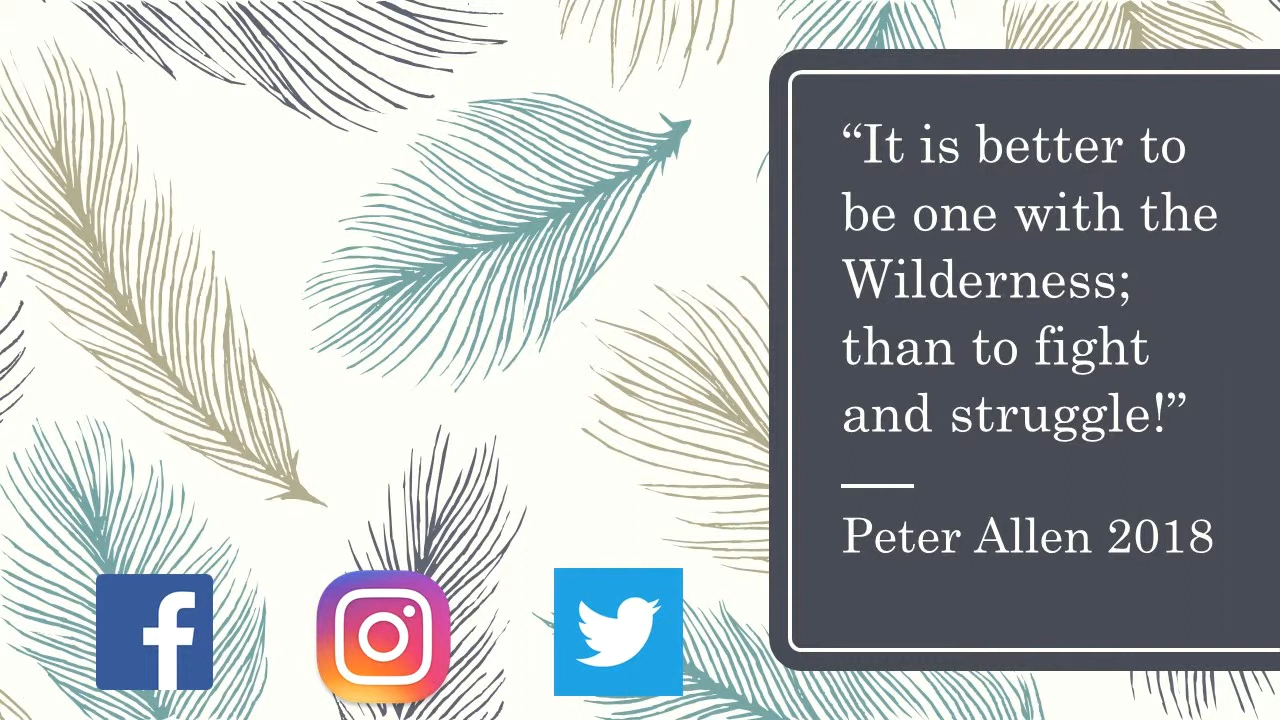 “It is better to
be one with the
Wilderness;
than to fight
and struggle!”
Peter Allen 2018